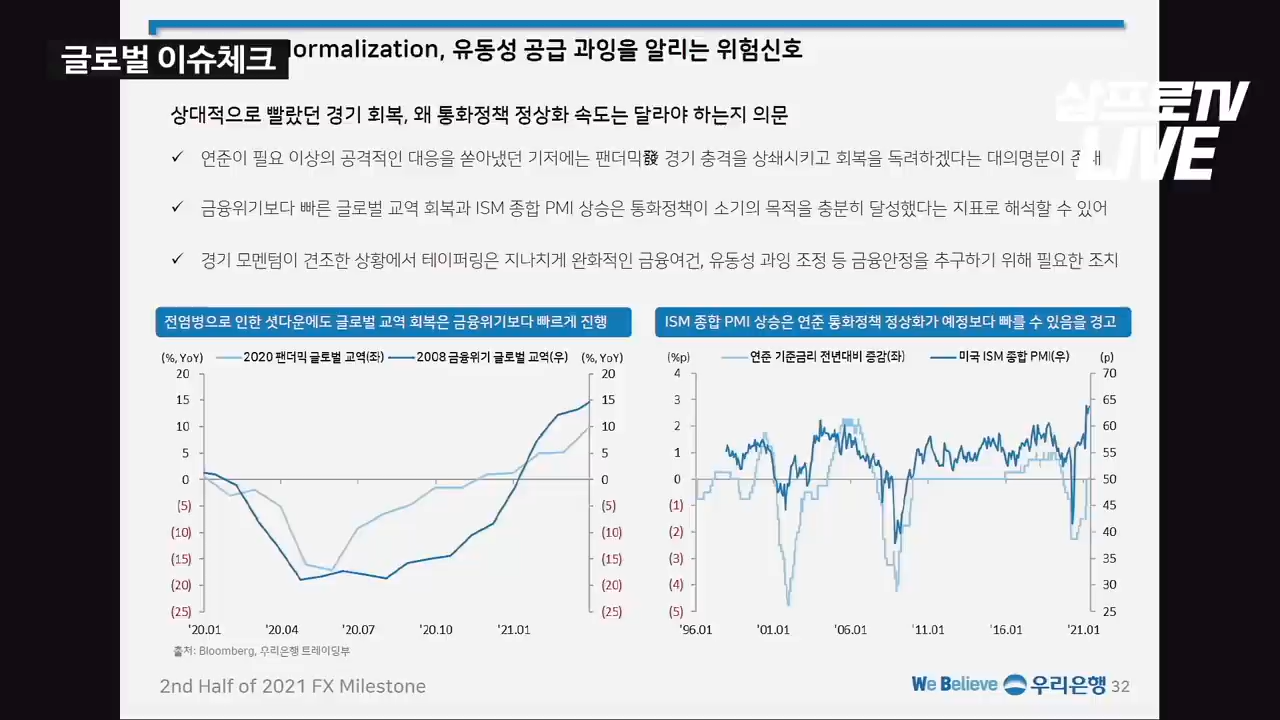 글로벌 이슈체크
ormalization, 유동성 공급 과잉을 알리는 위험신호
삼프로TV
LIVE
상대적으로 빨랐던 경기 회복, 왜 통화정책 정상화 속도는 달라야 하는지 의문
✓ 연준이 필요 이상의 공격적인 대응을 쏟아냈던 기저에는 팬더믹發 경기 충격을 상쇄시키고 회복을 독려하겠다는 대의명분이
✓ 금융위기보다 빠른 글로벌 교역 회복과 ISM 종합 PMI 상승은 통화정책이 소기의 목적을 충분히 달성했다는 지표로 해석할 수 있어
✓ 경기 모멘텀이 견조한 상황에서 테이퍼링은 지나치게 완화적인 금융여건, 유동성 과잉 조정 등 금융안정을 추구하기 위해 필요한 조치
전염병으로 인한 셧다운에도 글로벌 교역 회복은 금융위기보다 빠르게 진행
(%, YoY) 2020 팬더믹 글로벌 교역(좌) 2008 금융위기 글로벌 교역(우) (%, YoY)
20 20
15 15
10 10
5 5
0 0
(5) (5)
(10) (10)
(15) (15)
(20) (20)
(25) (25)
'20.01 '20.04 '20.07 '20.10 '21.01
ISM 종합 PMI 상승은 연준 통화정책 정상화가 예정보다 빠를 수 있음을 경고
(%p) 연준 기준금리 전년대비 증감(좌) 미국 ISM 종합 PMI(우) (p)
4 70
3 65
2 60
1 55
0 50
(1) 45
(2) 40
(3) 35
(4) 30
(5) 25
'96.01 '01.01 '06.01 '11.01 '16.01 '21.01
출처: Bloomberg, 우리은행 트레이딩부
2nd Half of 2021 FX Milestone
We Believe 우리은행 32